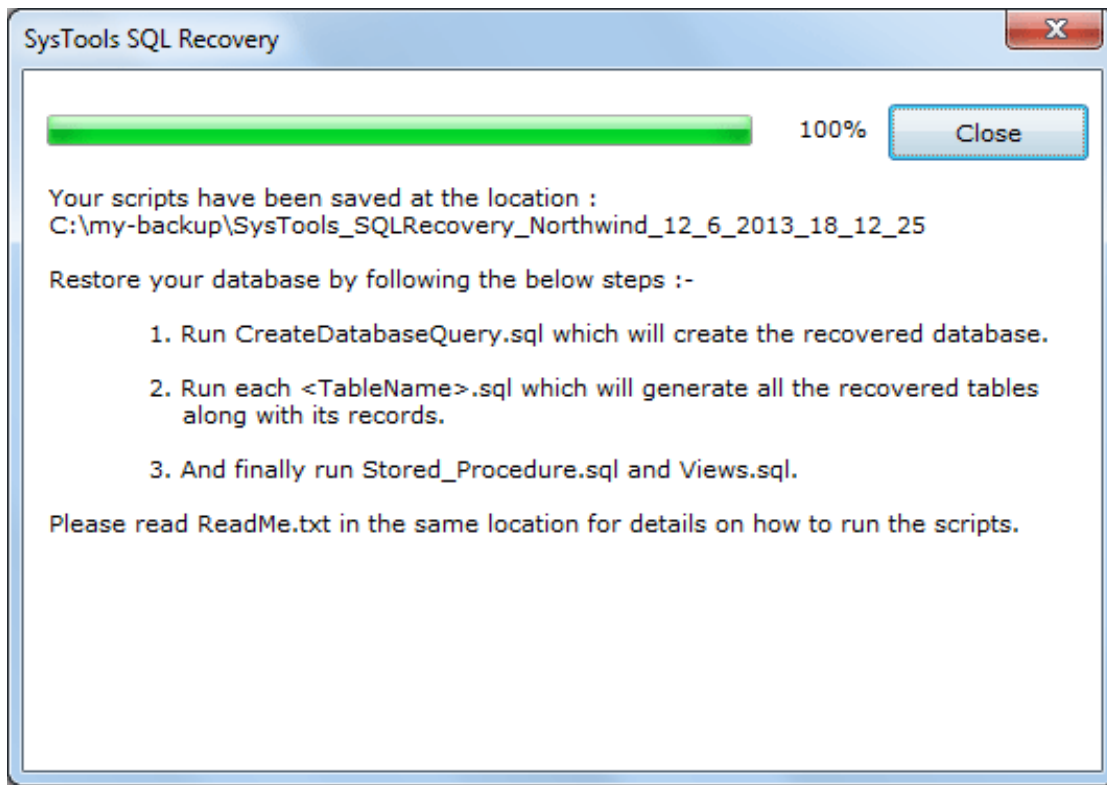 SysTools SQL Recovery
100%
Close
Your scripts have been saved at the location :
C:\my-backup\SysTools_SQLRecovery_Northwind_12_6_2013_18_12_25
Restore your database by following the below steps :-
1. Run CreateDatabaseQuery.sql which will create the recovered database.
2. Run each <TableName>.sql which will generate all the recovered tables
along with its records.
3. And finally run Stored_Procedure.sql and Views.sql.
Please read ReadMe.txt in the same location for details on how to run the scripts.